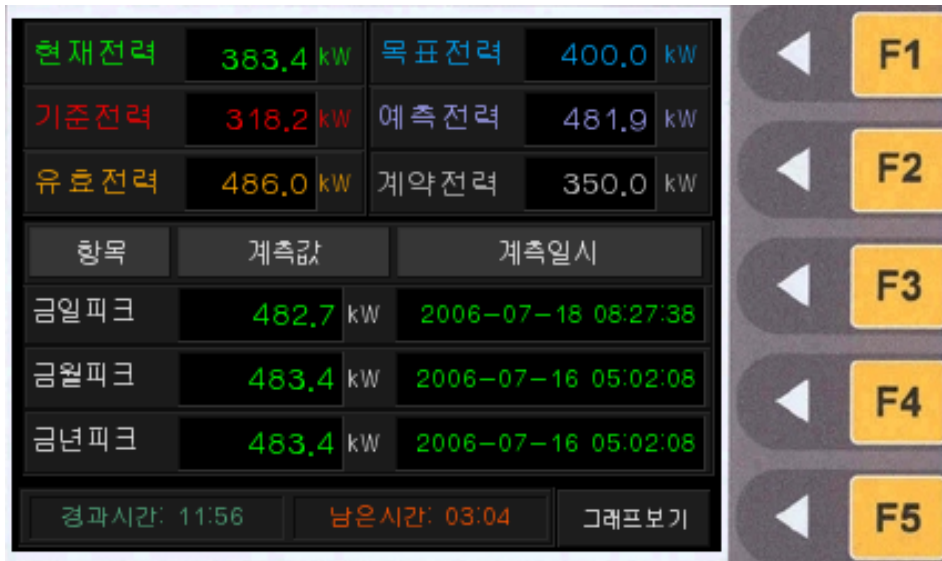 현재전력 383.4 kW 목표전력 400.0 kW F1
기준전력 318.2 kW 예측전력 481.9 kW
유효전력 486.0 kW 계약전력 350.0 kW F2
항목 계측값 계측일시
금일피크 482.7 kW 2006-07-18 08:27:38 F3
금월피크 483.4 kW 2006-07-16 05:02:08 F4
금년피크 483.4 kW 2006-07-16 05:02:08
경과시간: 11:56 남은시간: 03:04 그래프보기 F5